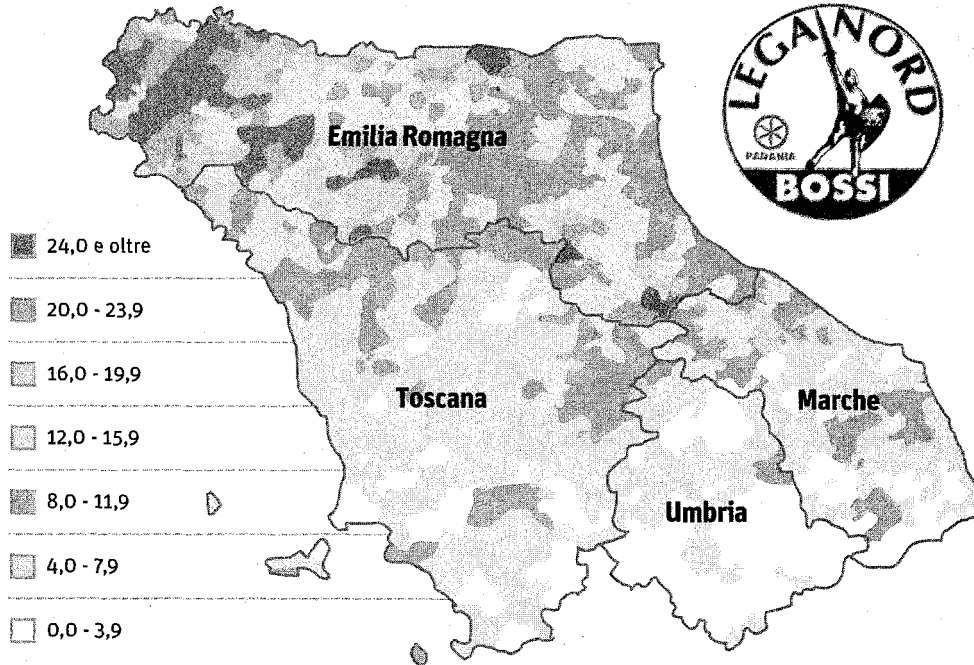 LEGA NORD
PADANIA
BOSSI
Emilia Romagna
24,0 e oltre
20,0 - 23,9
16,0 - 19,9
Toscana
Marche
12,0 - 15,9
8,0 - 11,9
Umbria
4,0 - 7,9
0,0 - 3,9